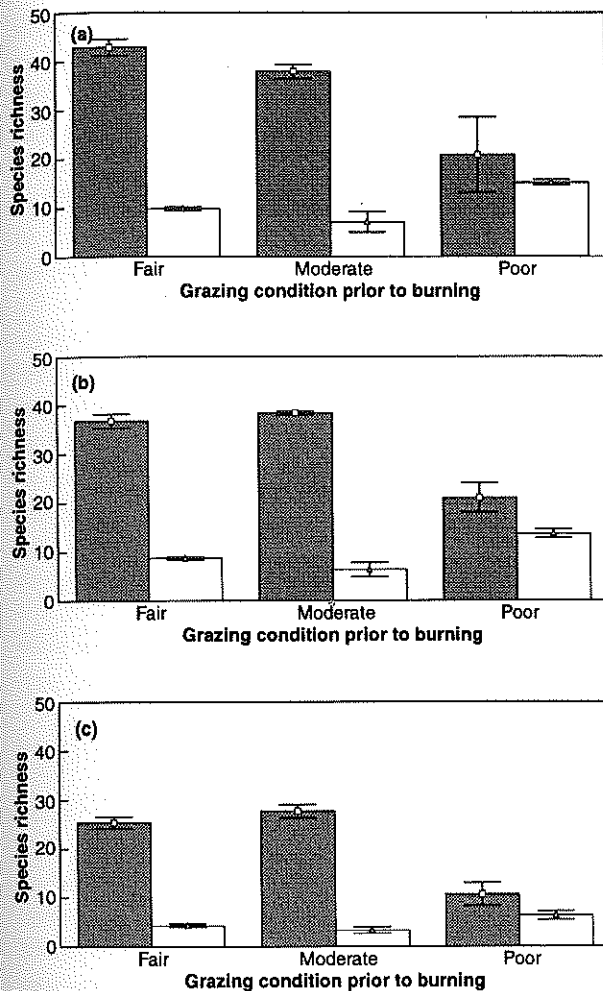 (a)
Species richness
50
40
30
20
10
0
Fair Moderate Poor
Grazing condition prior to burning
(b)
Species richness
50
40
30
20
10
0
Fair Moderate Poor
Grazing condition prior to burning
(c)
Species richness
50
40
30
20
10
0
Fair Moderate Poor
Grazing condition prior to burning